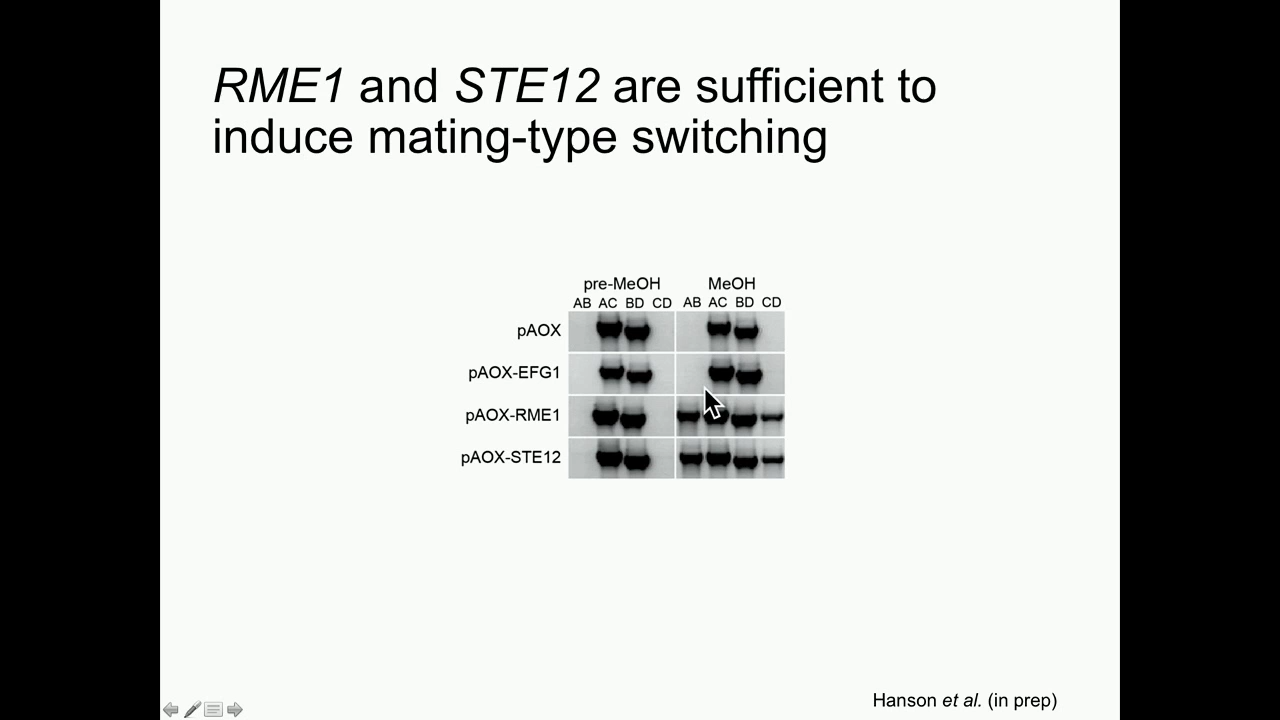 RME1 and STE12 are sufficient to
induce mating-type switching
pre-MeOH MeOH
AB AC BD CD AB AC BD CD
pAOX
pAOX-EFG1
pAOX-RME1
pAOX-STE12
Hanson et al. (in prep)